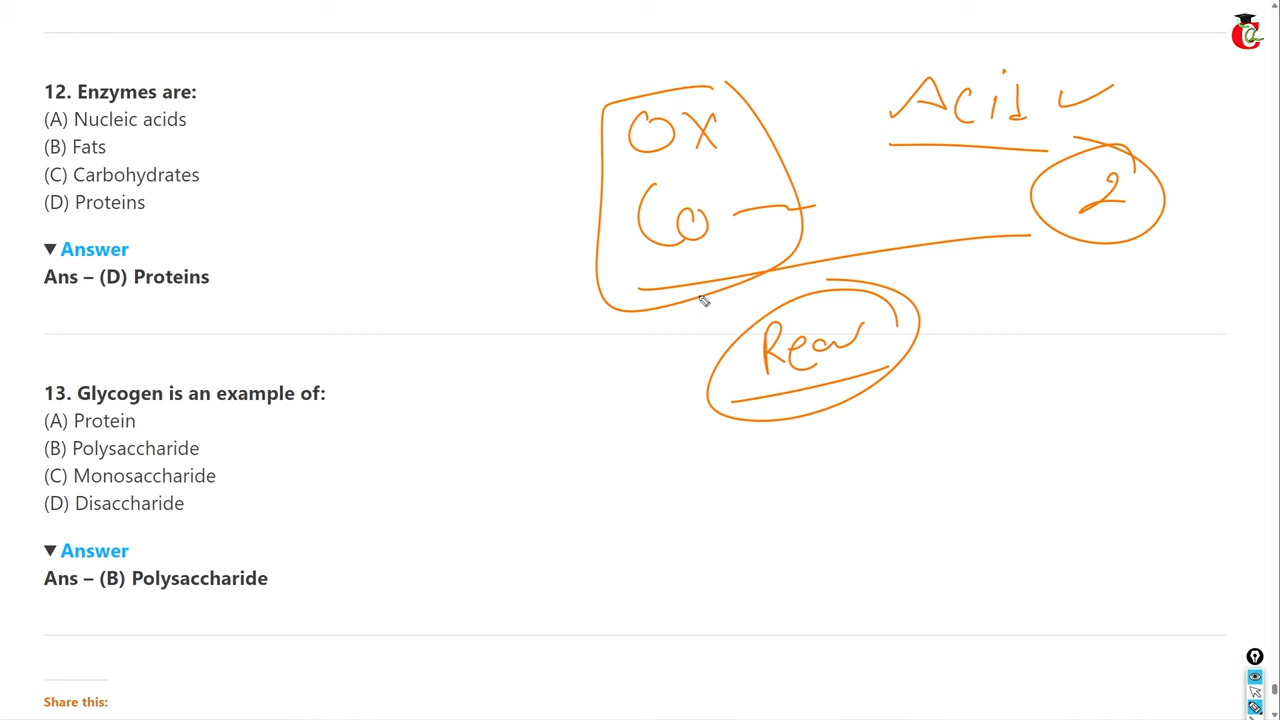 12. Enzymes are:
(A) Nucleic acids
(B) Fats
(C) Carbohydrates
(D) Proteins
▼ Answer
Ans – (D) Proteins
OX
Co —
Acid ✓
2
13. Glycogen is an example of:
(A) Protein
(B) Polysaccharide
(C) Monosaccharide
(D) Disaccharide
▼ Answer
Ans – (B) Polysaccharide
Share this: